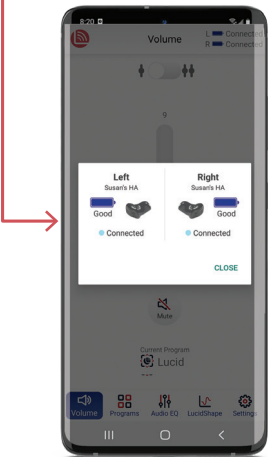 8:20
Volume
L Connected
R Connected
9
Left
Susan's HA
Good
Connected
Right
Susan's HA
Good
Connected
CLOSE
Mute
Current Program
Lucid
---
Volume
Programs
Audio EQ
LucidShape
Settings